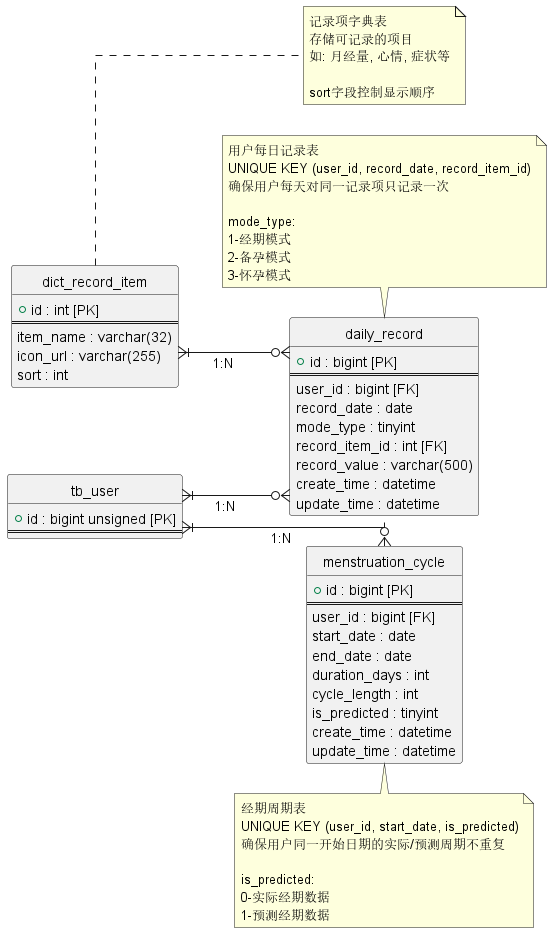 记录项字典表
存储可记录的项目
如: 月经量, 心情, 症状等
sort字段控制显示顺序
用户每日记录表
UNIQUE KEY (user_id, record_date, record_item_id)
确保用户每天对同一记录项只记录一次
mode_type:
1-经期模式
2-备孕模式
3-怀孕模式
dict_record_item
id : int [PK]
item_name : varchar(32)
icon_url : varchar(255)
sort : int
1:N
daily_record
id : bigint [PK]
user_id : bigint [FK]
record_date : date
mode_type : tinyint
record_item_id : int [FK]
record_value : varchar(500)
create_time : datetime
update_time : datetime
tb_user
id : bigint unsigned [PK]
1:N
1:N
menstruation_cycle
id : bigint [PK]
user_id : bigint [FK]
start_date : date
end_date : date
duration_days : int
cycle_length : int
is_predicted : tinyint
create_time : datetime
update_time : datetime
经期周期表
UNIQUE KEY (user_id, start_date, is_predicted)
确保用户同一开始日期的实际/预测周期不重复
is_predicted:
0-实际经期数据
1-预测经期数据